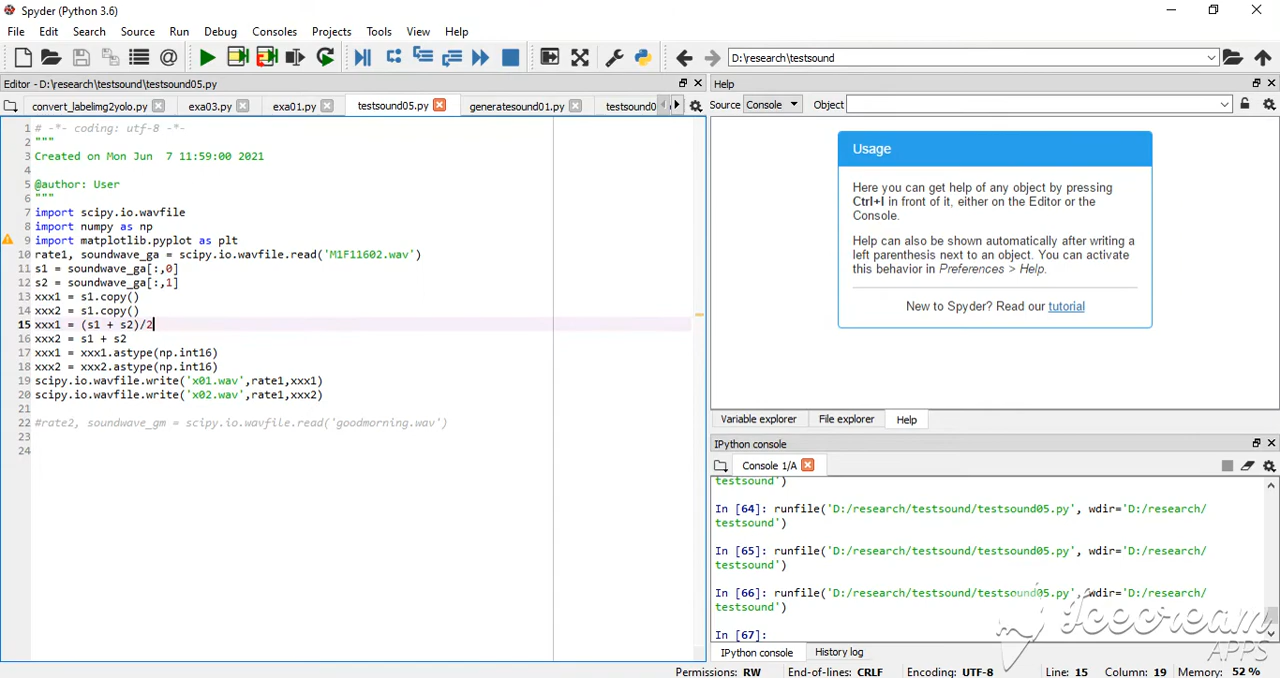 Spyder (Python 3.6)
File Edit Search Source Run Debug Consoles Projects Tools View Help
D:\research\testsound
Editor - D:\research\testsound\testsound05.py
convert_labelimg2yolo.py exa03.py exa01.py testsound05.py generatesound01.py testsound0
1 # -*- coding: utf-8 -*-
2 """
3 Created on Mon Jun  7 11:59:00 2021
4
5 @author: User
6 """
7 import scipy.io.wavfile
8 import numpy as np
9 import matplotlib.pyplot as plt
10 rate1, soundwave_ga = scipy.io.wavfile.read('M1F11602.wav')
11 s1 = soundwave_ga[:,0]
12 s2 = soundwave_ga[:,1]
13 xxx1 = s1.copy()
14 xxx2 = s1.copy()
15 xxx1 = (s1 + s2)/2
16 xxx2 = s1 + s2
17 xxx1 = xxx1.astype(np.int16)
18 xxx2 = xxx2.astype(np.int16)
19 scipy.io.wavfile.write('x01.wav',rate1,xxx1)
20 scipy.io.wavfile.write('x02.wav',rate1,xxx2)
21
22 #rate2, soundwave_gm = scipy.io.wavfile.read('goodmorning.wav')
23
24
Help
Source Console Object
Usage
Here you can get help of any object by pressing
Ctrl+I in front of it, either on the Editor or the
Console.
Help can also be shown automatically after writing a
left parenthesis next to an object. You can activate
this behavior in Preferences > Help.
New to Spyder? Read our tutorial
Variable explorer File explorer Help
IPython console
Console 1/A
testsound')
In [64]: runfile('D:/research/testsound/testsound05.py', wdir='D:/research/
testsound')
In [65]: runfile('D:/research/testsound/testsound05.py', wdir='D:/research/
testsound')
In [66]: runfile('D:/research/testsound/testsound05.py', wdir='D:/research/
testsound')
In [67]:
Icecream
APPS
IPython console History log
Permissions: RW End-of-lines: CRLF Encoding: UTF-8 Line: 15 Column: 19 Memory: 52 %